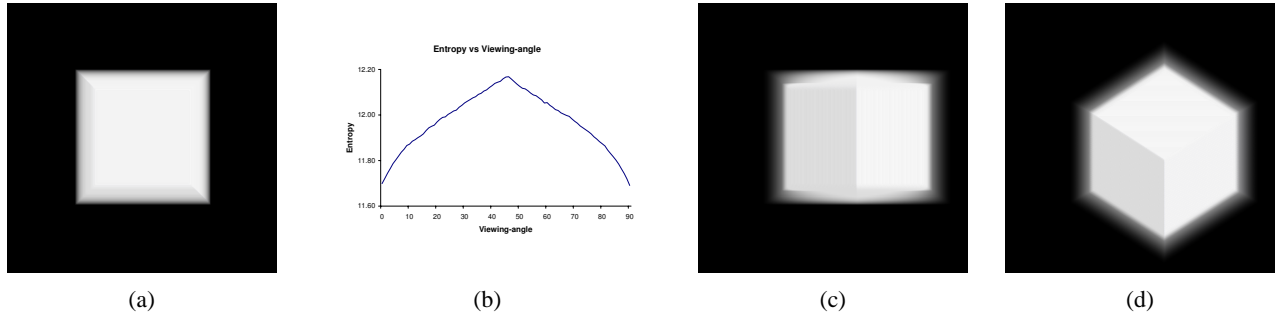 Entropy vs Viewing-angle
12.20
12.00
11.80
11.60
Entropy
0 10 20 30 40 50 60 70 80 90
Viewing-angle
(a) (b) (c) (d)